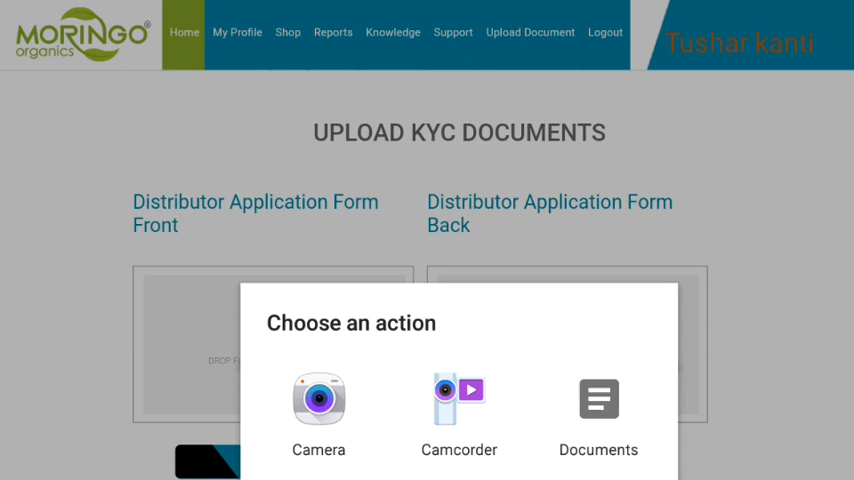 MORINGO®
organics
Home
My Profile
Shop
Reports
Knowledge
Support
Upload Document
Logout
Tushar kanti
UPLOAD KYC DOCUMENTS
Distributor Application Form
Front
Distributor Application Form
Back
DROP
Choose an action
Camera
Camcorder
Documents